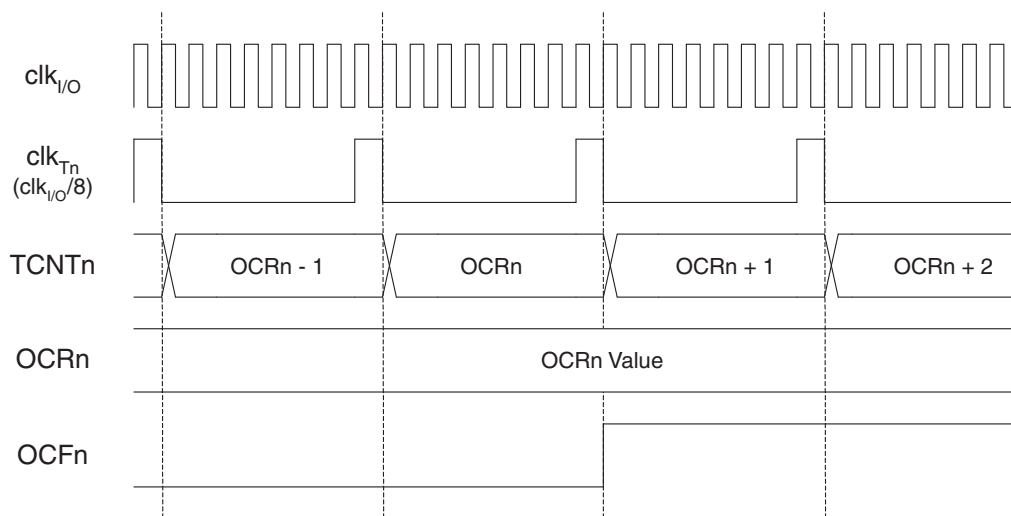 clkI/O
clkTn
(clkI/O/8)
TCNTn
OCRn - 1
OCRn
OCRn + 1
OCRn + 2
OCRn
OCRn Value
OCFn